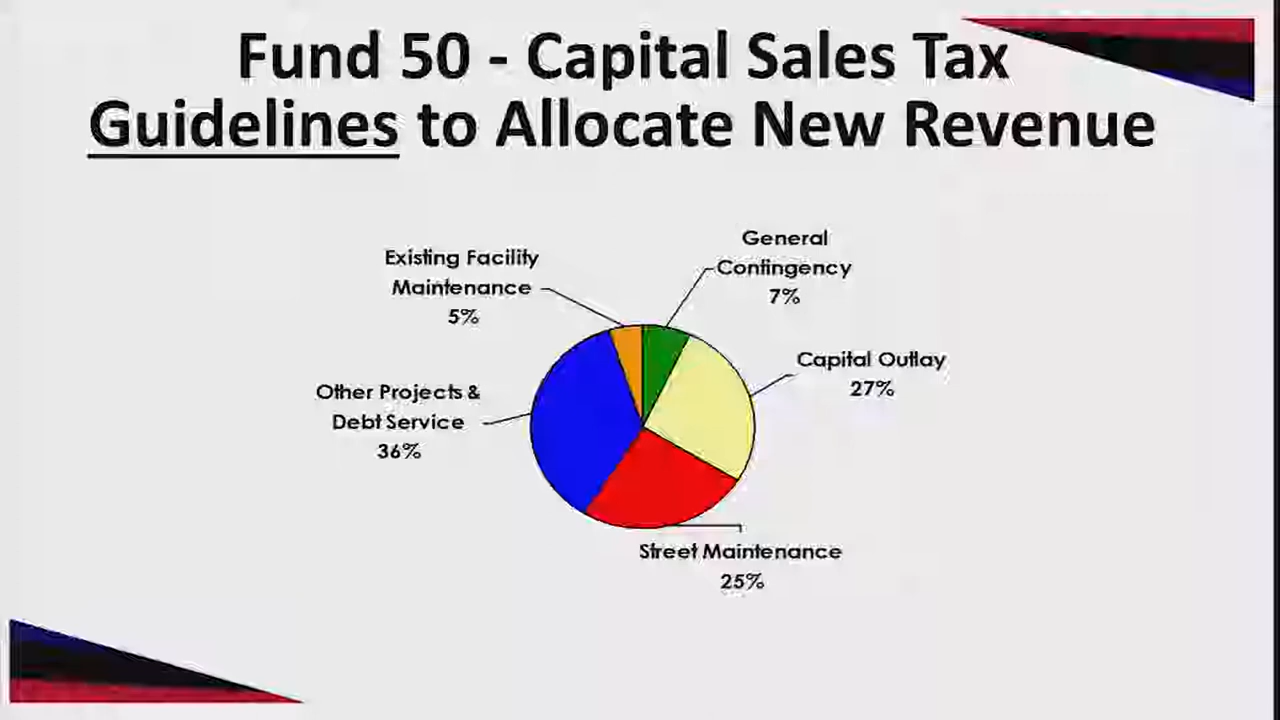 Fund 50 - Capital Sales Tax
Guidelines to Allocate New Revenue
General
Contingency
7%
Existing Facility
Maintenance
5%
Capital Outlay
27%
Other Projects &
Debt Service
36%
Street Maintenance
25%